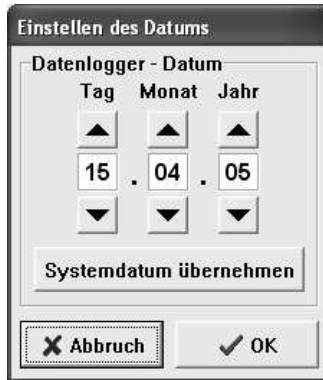 Einstellen des Datums
Datenlogger - Datum
Tag Monat Jahr
15 . 04 . 05
Systemdatum übernehmen
Abbruch OK